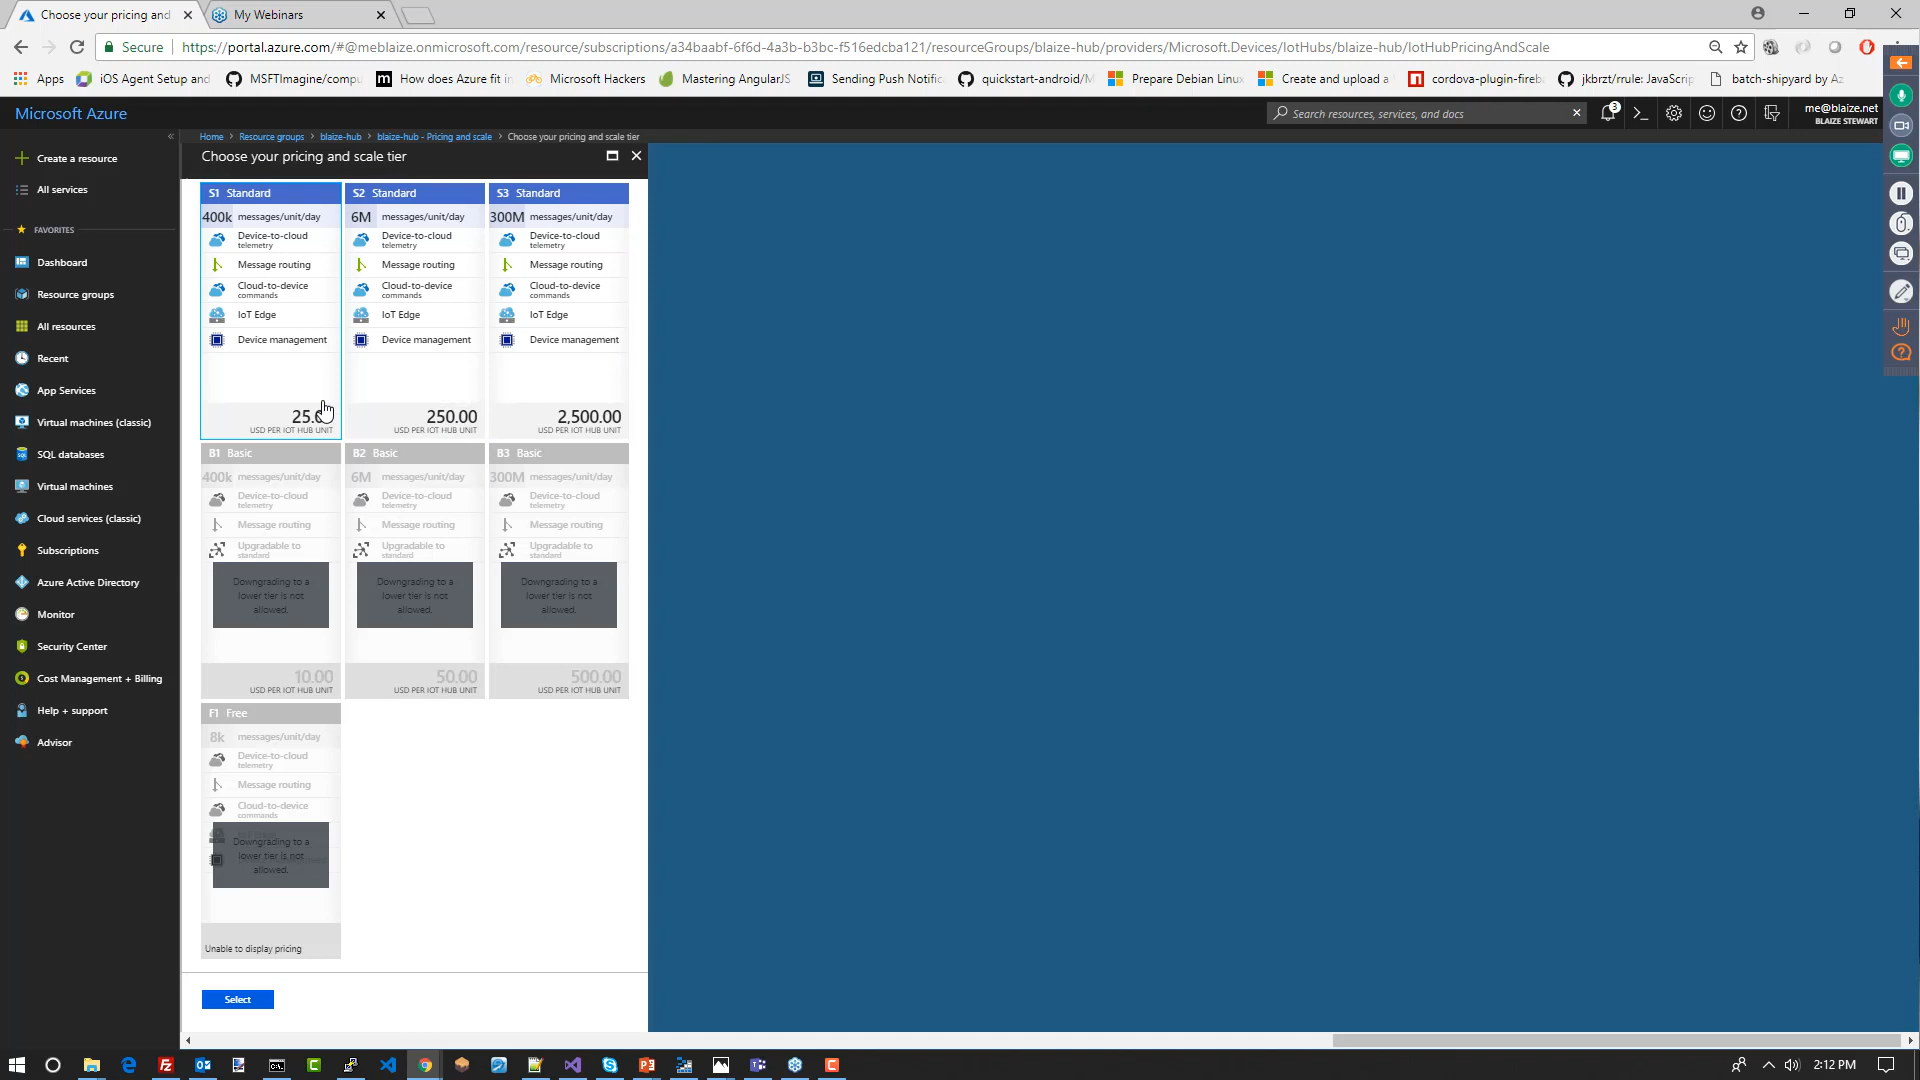 Choose your pricing and
My Webinars
Secure
https://portal.azure.com/#@meblaize.onmicrosoft.com/resource/subscriptions/a34baabf-6f6d-4a3b-b3bc-f516edcba121/resourceGroups/blaize-hub/providers/Microsoft.Devices/IotHubs/blaize-hub/IotHubPricingAndScale
Apps
iOS Agent Setup and
MSFTImagine/compu
How does Azure fit in
Microsoft Hackers
Mastering AngularJS
Sending Push Notific
quickstart-android/M
Prepare Debian Linux
Create and upload a
cordova-plugin-fireb
jkbrzt/rrule: JavaScrip
batch-shipyard by Az
Microsoft Azure
Search resources, services, and docs
3
me@blaize.net
BLAIZE STEWART
Home > Resource groups > blaize-hub > blaize-hub - Pricing and scale > Choose your pricing and scale tier
Create a resource
All services
FAVORITES
Dashboard
Resource groups
All resources
Recent
App Services
Virtual machines (classic)
SQL databases
Virtual machines
Cloud services (classic)
Subscriptions
Azure Active Directory
Monitor
Security Center
Cost Management + Billing
Help + support
Advisor
Choose your pricing and scale tier
S1 Standard
400k messages/unit/day
Device-to-cloud
telemetry
Message routing
Cloud-to-device
commands
IoT Edge
Device management
USD PER IOT HUB UNIT
S2 Standard
6M messages/unit/day
Device-to-cloud
telemetry
Message routing
Cloud-to-device
commands
IoT Edge
Device management
250.00
USD PER IOT HUB UNIT
S3 Standard
300M messages/unit/day
Device-to-cloud
telemetry
Message routing
Cloud-to-device
commands
IoT Edge
Device management
2,500.00
USD PER IOT HUB UNIT
B1 Basic
400k messages/unit/day
Device-to-cloud
telemetry
Message routing
Upgradable to
standard
Downgrading to a
lower tier is not
allowed.
10.00
USD PER IOT HUB UNIT
B2 Basic
6M messages/unit/day
Device-to-cloud
telemetry
Message routing
Upgradable to
standard
Downgrading to a
lower tier is not
allowed.
50.00
USD PER IOT HUB UNIT
B3 Basic
300M messages/unit/day
Device-to-cloud
telemetry
Message routing
Upgradable to
standard
Downgrading to a
lower tier is not
allowed.
500.00
USD PER IOT HUB UNIT
F1 Free
8k messages/unit/day
Device-to-cloud
telemetry
Message routing
Cloud-to-device
commands
IoT Edge
Downgrading to a
lower tier is not
allowed.
Unable to display pricing
Select
2:12 PM